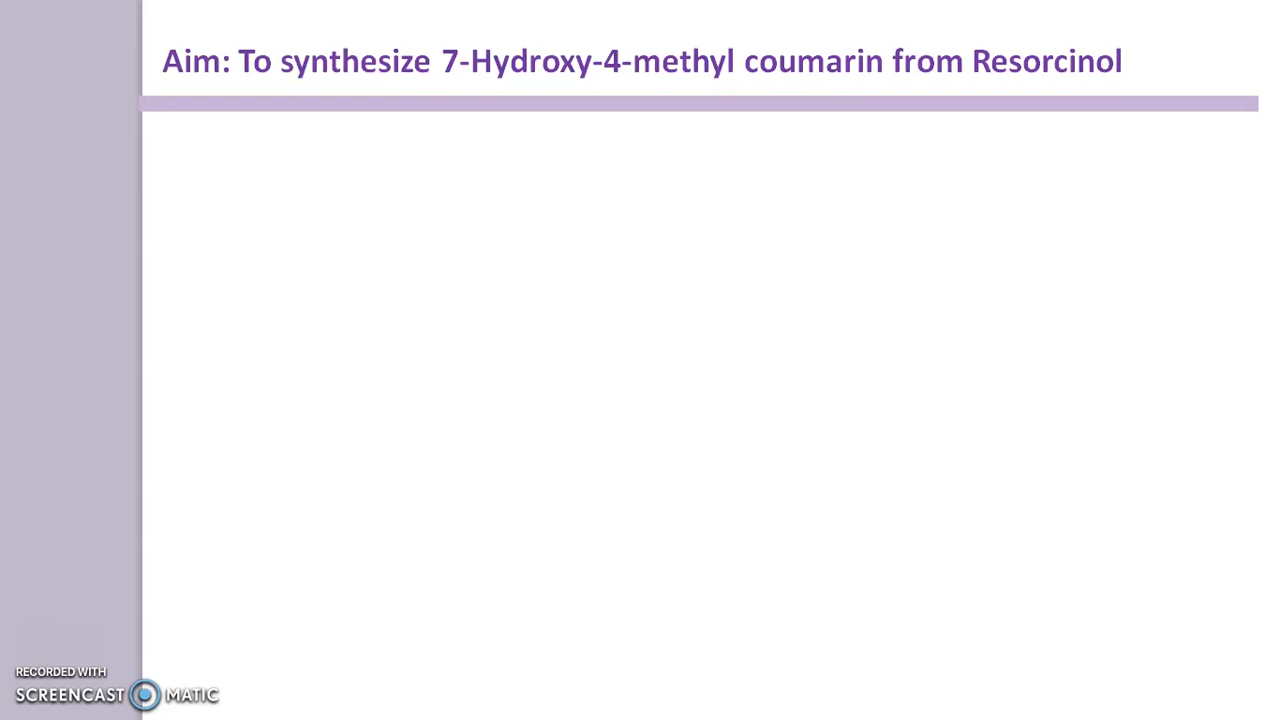 Aim: To synthesize 7-Hydroxy-4-methyl coumarin from Resorcinol
RECORDED WITH
SCREENCAST MATIC